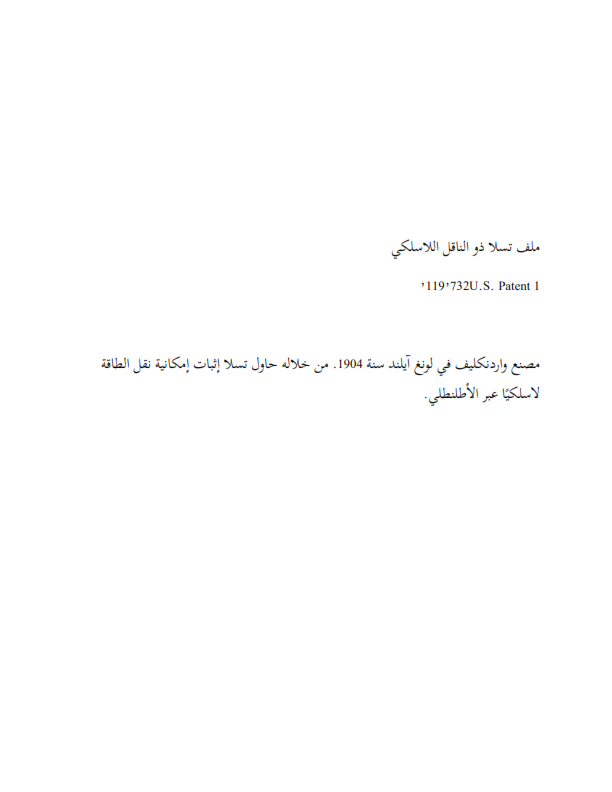 ملف تسلا ذو الناقل اللاسلكي
U.S. Patent 1٬119٬732
مصنع واردنكليف في لونغ آيلند سنة 1904. من خلاله حاول تسلا إثبات إمكانية نقل الطاقة
لاسلكيًا عبر الأطلنطلي.